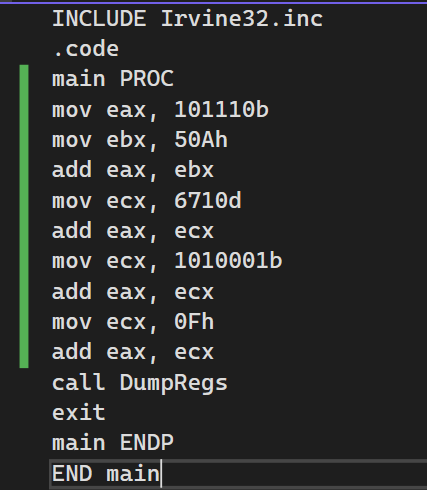 INCLUDE Irvine32.inc
.code
main PROC
mov eax, 101110b
mov ebx, 50Ah
add eax, ebx
mov ecx, 6710d
add eax, ecx
mov ecx, 1010001b
add eax, ecx
mov ecx, 0Fh
add eax, ecx
call DumpRegs
exit
main ENDP
END main